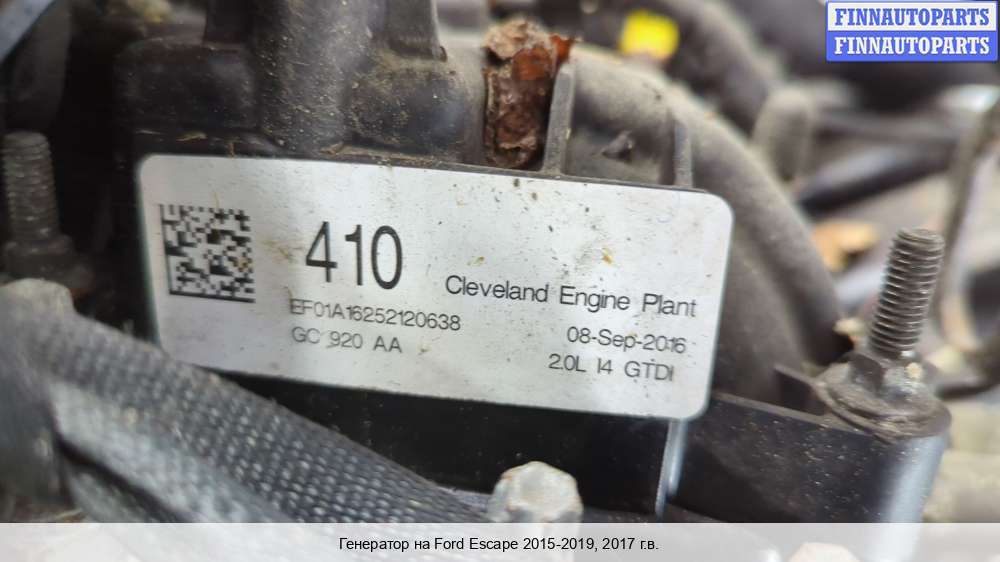 FINNAUTOPARTS
FINNAUTOPARTS
410
Cleveland Engine Plant
EF01A16252120638
08-Sep-2016
GC 920 AA
2.0L I4 GTDI
Генератор на Ford Escape 2015-2019, 2017 г.в.